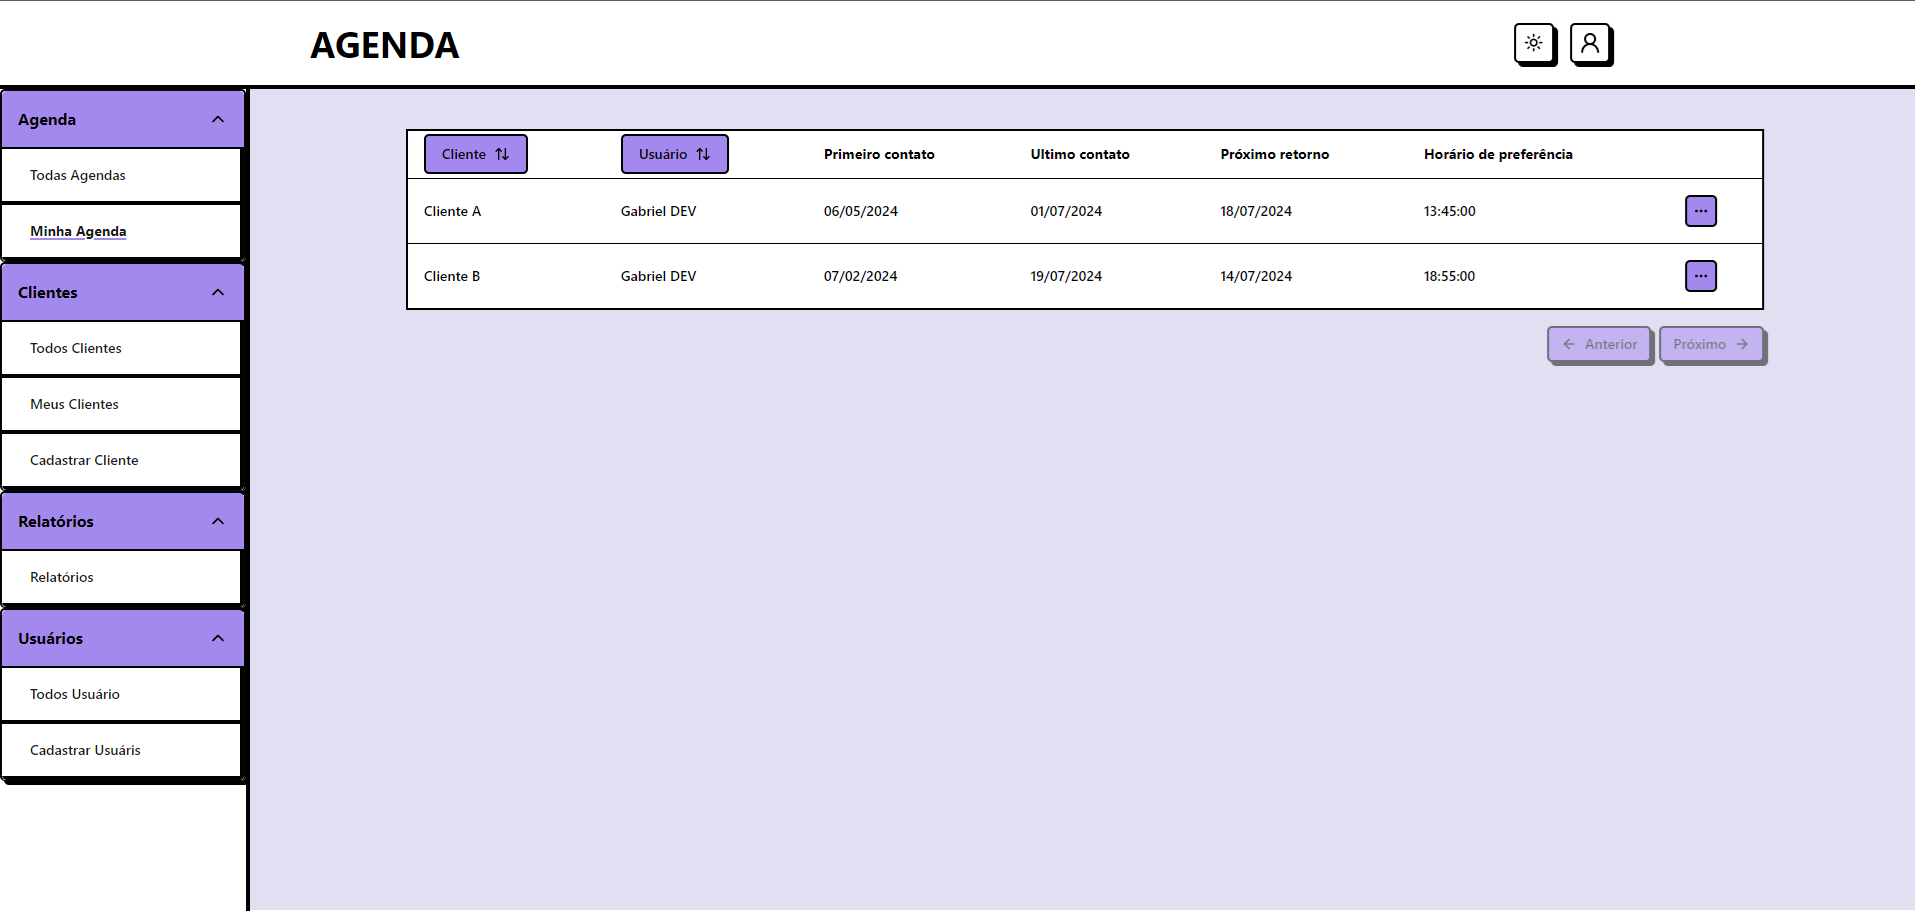 AGENDA
Agenda
Todas Agendas
Minha Agenda
Clientes
Todos Clientes
Meus Clientes
Cadastrar Cliente
Relatórios
Relatórios
Usuários
Todos Usuário
Cadastrar Usuáris
Cliente Usuário Primeiro contato Ultimo contato Próximo retorno Horário de preferência
Cliente A Gabriel DEV 06/05/2024 01/07/2024 18/07/2024 13:45:00
Cliente B Gabriel DEV 07/02/2024 19/07/2024 14/07/2024 18:55:00
Anterior Próximo